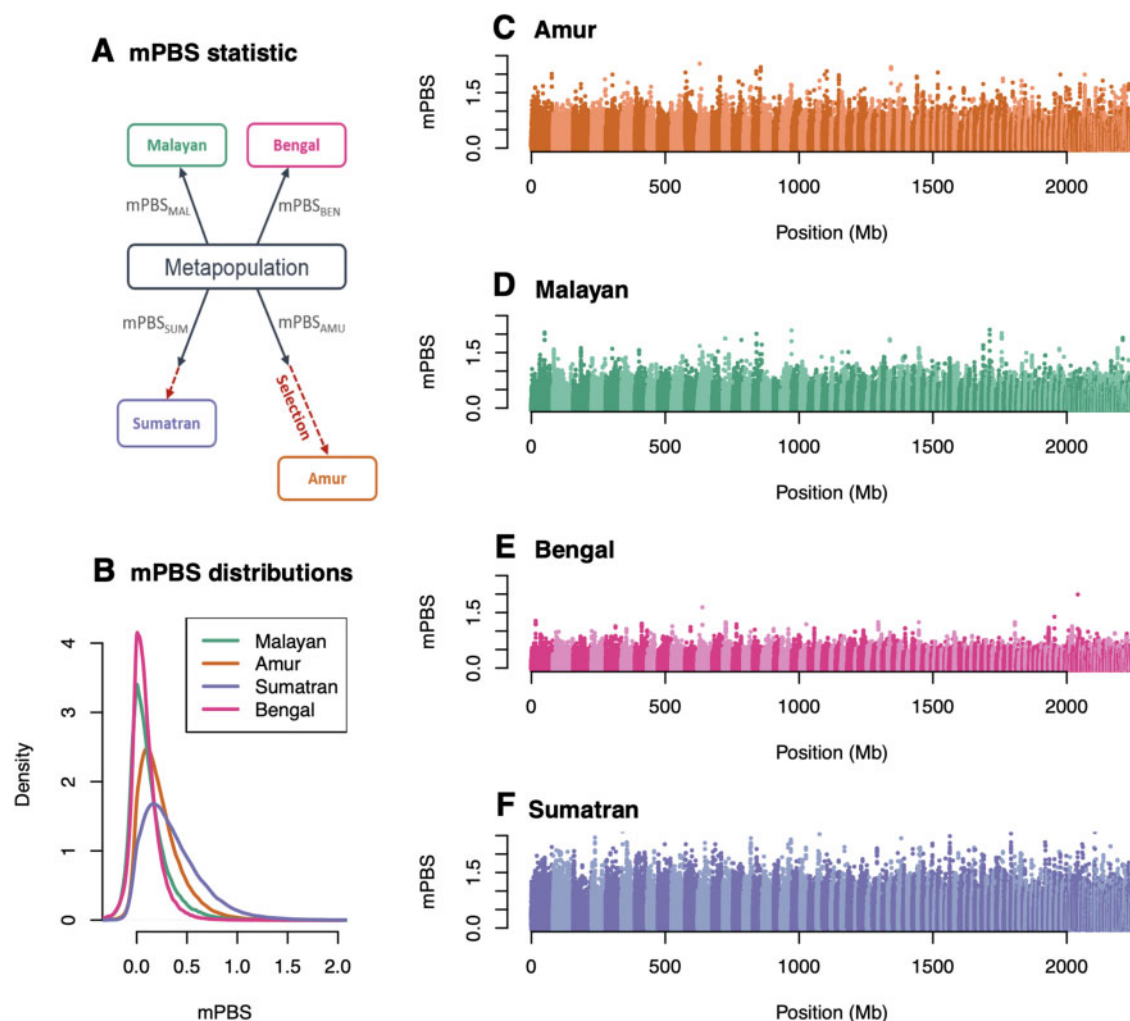 A mPBS statistic
Malayan
Bengal
mPBS_MAL
mPBS_BEN
Metapopulation
mPBS_SUM
mPBS_AMU
Selection
Sumatran
Amur
B mPBS distributions
Malayan
Amur
Sumatran
Bengal
Density
0
1
2
3
4
0.0 0.5 1.0 1.5 2.0
mPBS
C Amur
mPBS
0.0 1.5
0 500 1000 1500 2000
Position (Mb)
D Malayan
mPBS
0.0 1.5
0 500 1000 1500 2000
Position (Mb)
E Bengal
mPBS
0.0 1.5
0 500 1000 1500 2000
Position (Mb)
F Sumatran
mPBS
0.0 1.5
0 500 1000 1500 2000
Position (Mb)